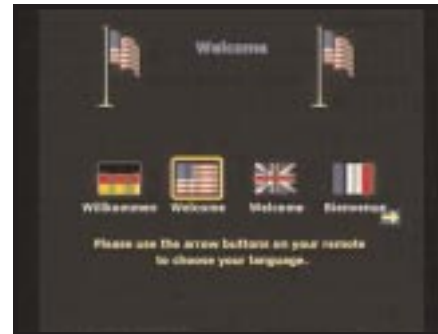 Welcome
Willkommen Welcome Welcome Bienvenue
Please use the arrow buttons on your remote
to choose your language.